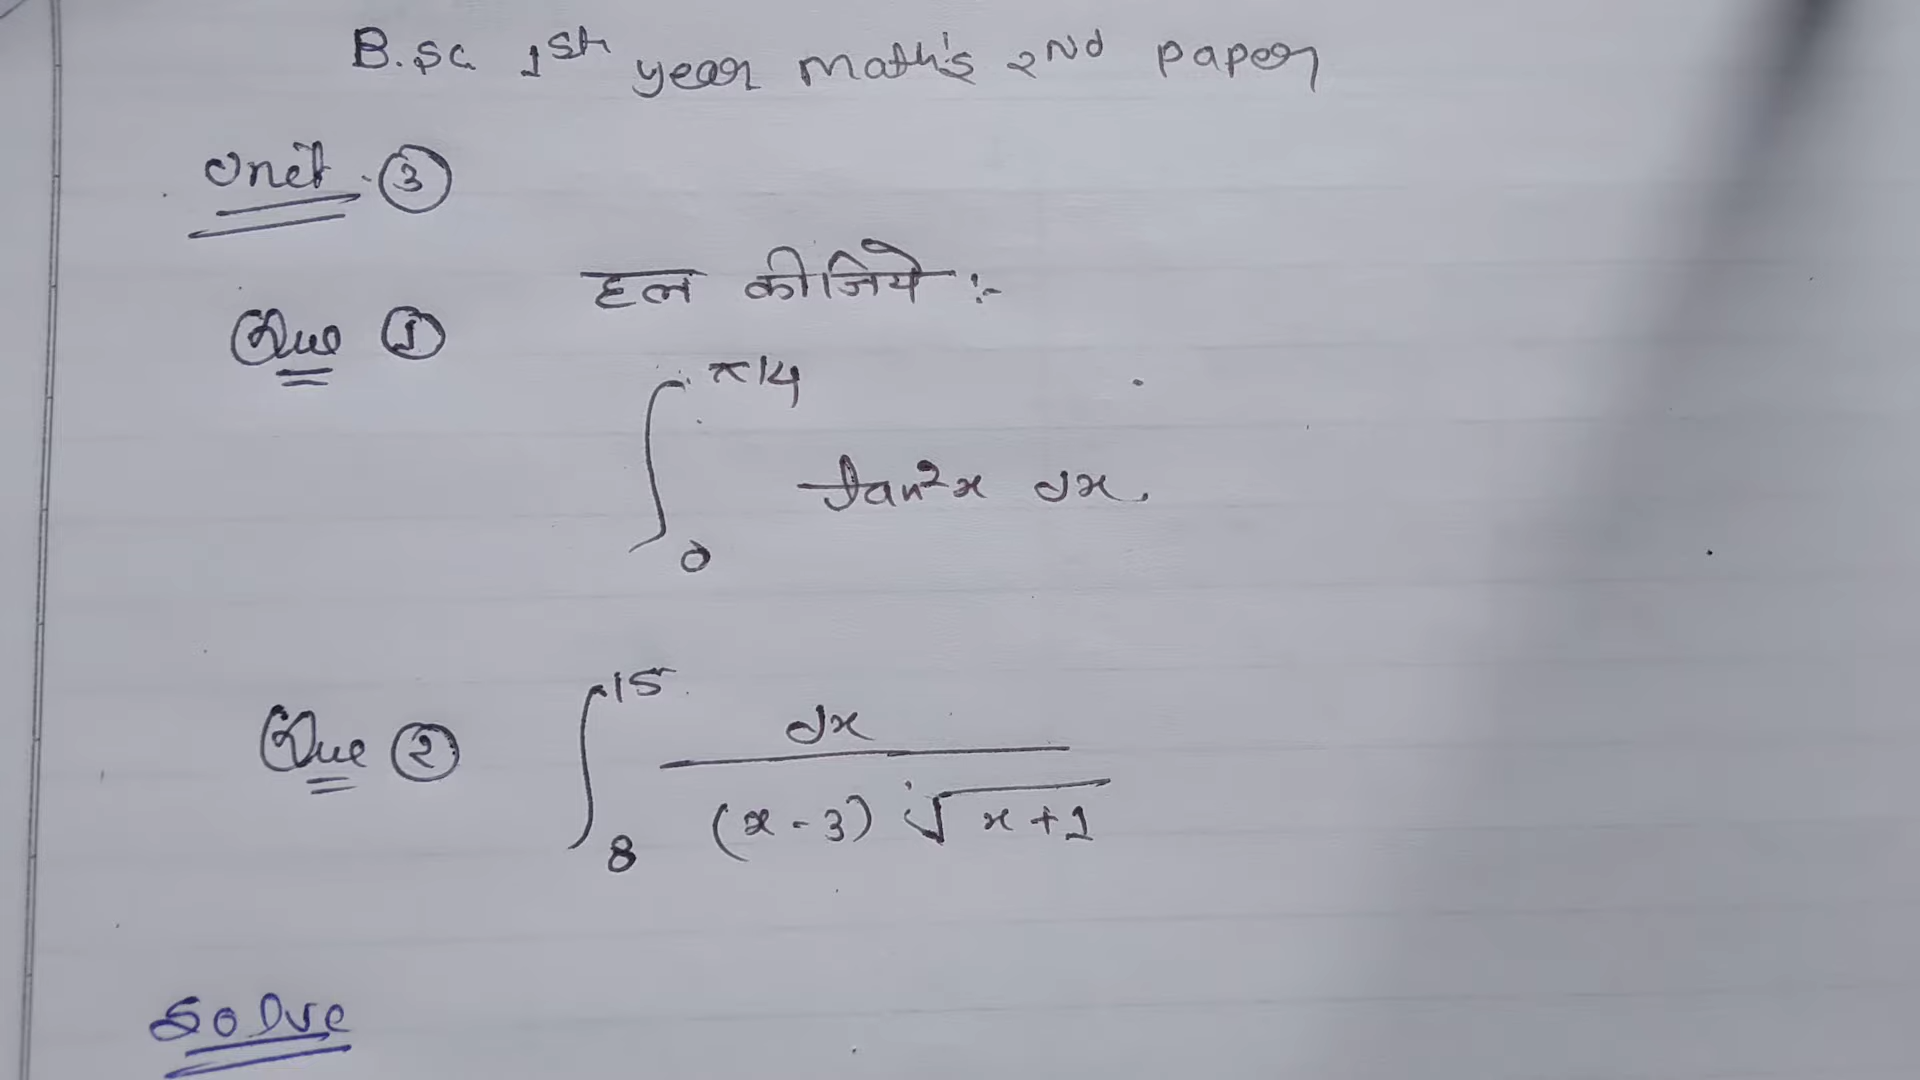 B.sc 1st year math's 2nd paper
Unit - ③
हल कीजिये :-
Que ①
∫₀^π/4 tan²x dx.
Que ② ∫₈^15 dx / (x-3) √x+1
Solve